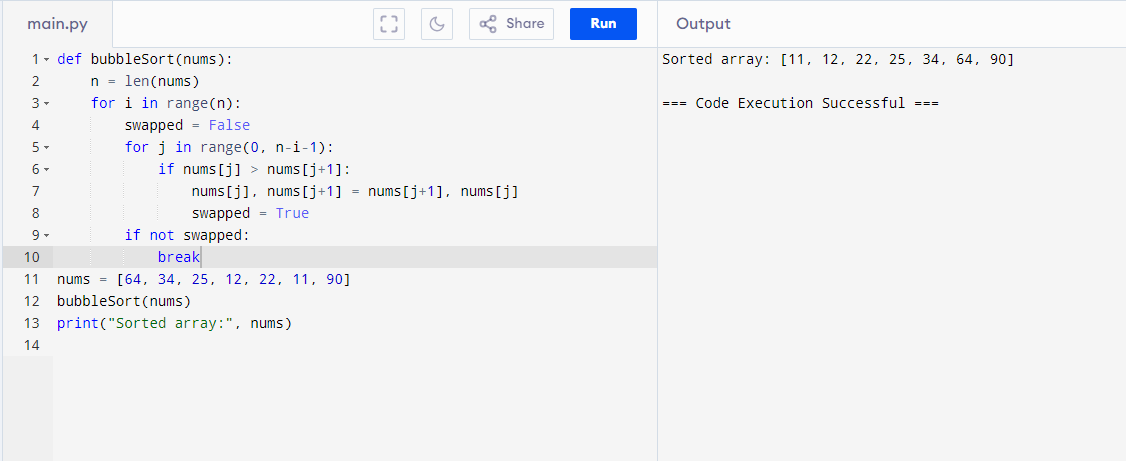 main.py
Share
Run
Output
1 def bubbleSort(nums):
2     n = len(nums)
3     for i in range(n):
4         swapped = False
5         for j in range(0, n-i-1):
6             if nums[j] > nums[j+1]:
7                 nums[j], nums[j+1] = nums[j+1], nums[j]
8                 swapped = True
9         if not swapped:
10             break
11 nums = [64, 34, 25, 12, 22, 11, 90]
12 bubbleSort(nums)
13 print("Sorted array:", nums)
14
Sorted array: [11, 12, 22, 25, 34, 64, 90]
=== Code Execution Successful ===